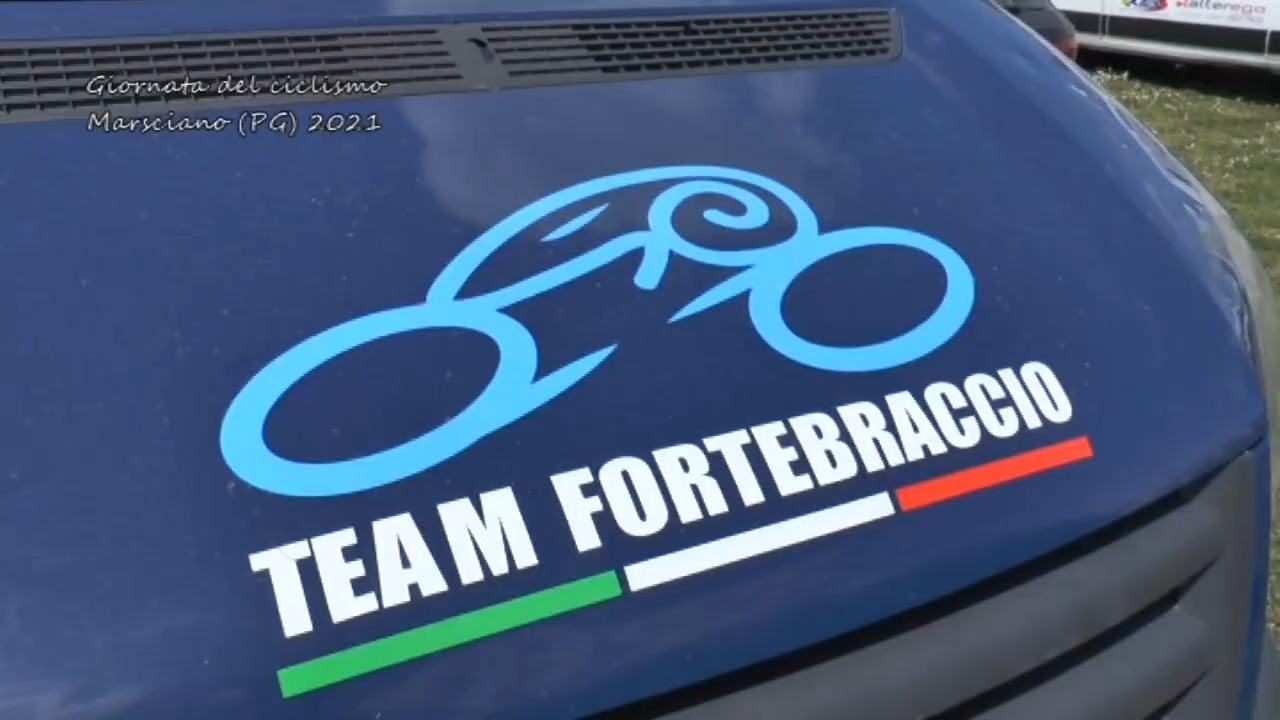 Giornata del ciclismo
Marsciano (PG) 2021
TEAM FORTEBRACCIO